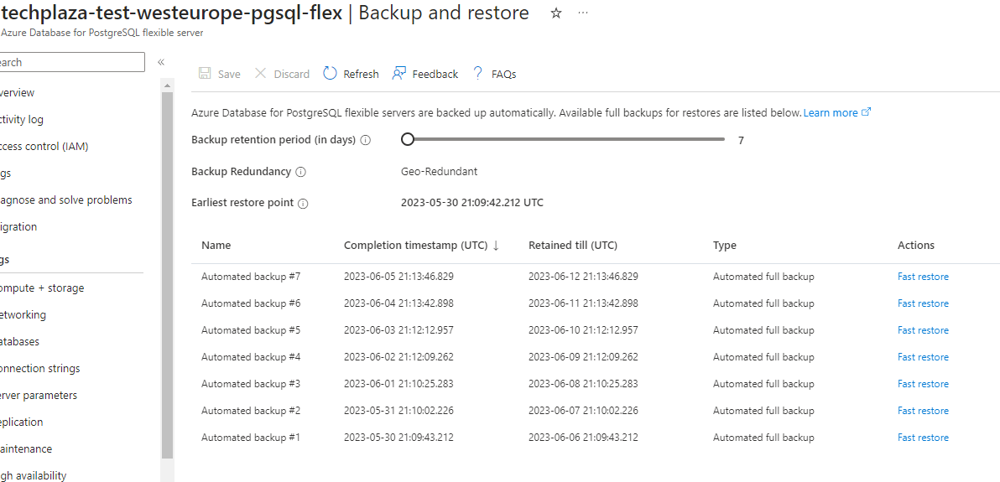 techplaza-test-westeurope-pgsql-flex | Backup and restore
Azure Database for PostgreSQL flexible server
earch
Save Discard Refresh Feedback FAQs
verview
ctivity log
ccess control (IAM)
gs
agnose and solve problems
igration
gs
ompute + storage
etworking
atabases
onnection strings
erver parameters
eplication
aintenance
gh availability
Azure Database for PostgreSQL flexible servers are backed up automatically. Available full backups for restores are listed below. Learn more
Backup retention period (in days) 7
Backup Redundancy Geo-Redundant
Earliest restore point 2023-05-30 21:09:42.212 UTC
Name Completion timestamp (UTC) ↓ Retained till (UTC) Type Actions
Automated backup #7 2023-06-05 21:13:46.829 2023-06-12 21:13:46.829 Automated full backup Fast restore
Automated backup #6 2023-06-04 21:13:42.898 2023-06-11 21:13:42.898 Automated full backup Fast restore
Automated backup #5 2023-06-03 21:12:12.957 2023-06-10 21:12:12.957 Automated full backup Fast restore
Automated backup #4 2023-06-02 21:12:09.262 2023-06-09 21:12:09.262 Automated full backup Fast restore
Automated backup #3 2023-06-01 21:10:25.283 2023-06-08 21:10:25.283 Automated full backup Fast restore
Automated backup #2 2023-05-31 21:10:02.226 2023-06-07 21:10:02.226 Automated full backup Fast restore
Automated backup #1 2023-05-30 21:09:43.212 2023-06-06 21:09:43.212 Automated full backup Fast restore